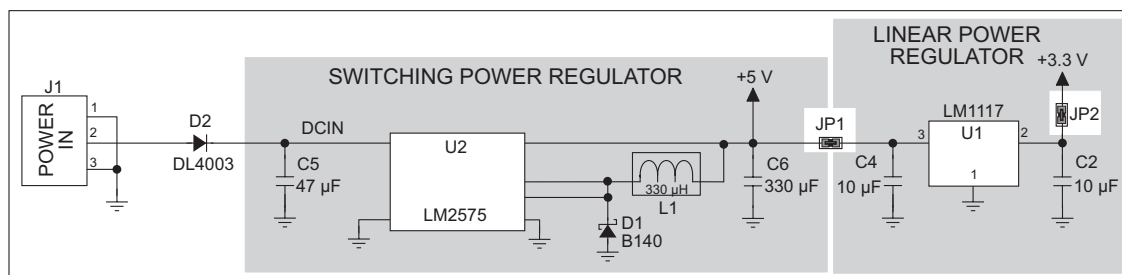 LINEAR POWER
REGULATOR
SWITCHING POWER REGULATOR
+3.3 V
+5 V
J1
POWER
IN
1
2
3
D2
DL4003
DCIN
C5
47 µF
U2
LM2575
330 µH
L1
D1
B140
C6
330 µF
JP1
C4
10 µF
LM1117
U1
3
2
1
JP2
C2
10 µF